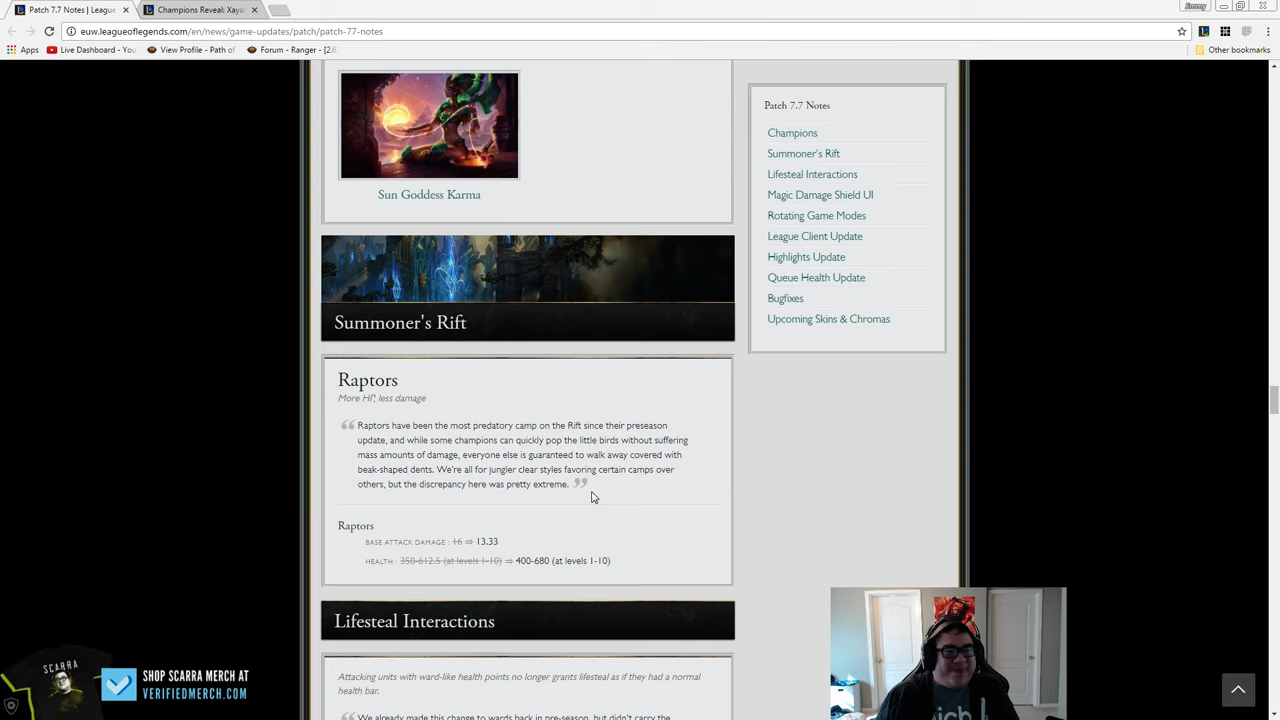 Patch 7.7 Notes | League
Champions Reveal: Xaya
Jimmy
euw.leagueoflegends.com/en/news/game-updates/patch/patch-77-notes
Apps
Live Dashboard - You
View Profile - Path of
Forum - Ranger - [2.6
Other bookmarks
Sun Goddess Karma
Summoner's Rift
Raptors
More HP, less damage
Raptors have been the most predatory camp on the Rift since their preseason
update, and while some champions can quickly pop the little birds without suffering
mass amounts of damage, everyone else is guaranteed to walk away covered with
beak-shaped dents. We're all for jungler clear styles favoring certain camps over
others, but the discrepancy here was pretty extreme.
Raptors
BASE ATTACK DAMAGE : 16 ⇒ 13.33
HEALTH : 350-612.5 (at levels 1-10) ⇒ 400-680 (at levels 1-10)
Lifesteal Interactions
Attacking units with ward-like health points no longer grants lifesteal as if they had a normal
health bar.
We already made this change to wards back in pre-season, but didn't carry the
Patch 7.7 Notes
Champions
Summoner's Rift
Lifesteal Interactions
Magic Damage Shield UI
Rotating Game Modes
League Client Update
Highlights Update
Queue Health Update
Bugfixes
Upcoming Skins & Chromas
SCARRA
SHOP SCARRA MERCH AT
VERIFIEDMERCH.COM